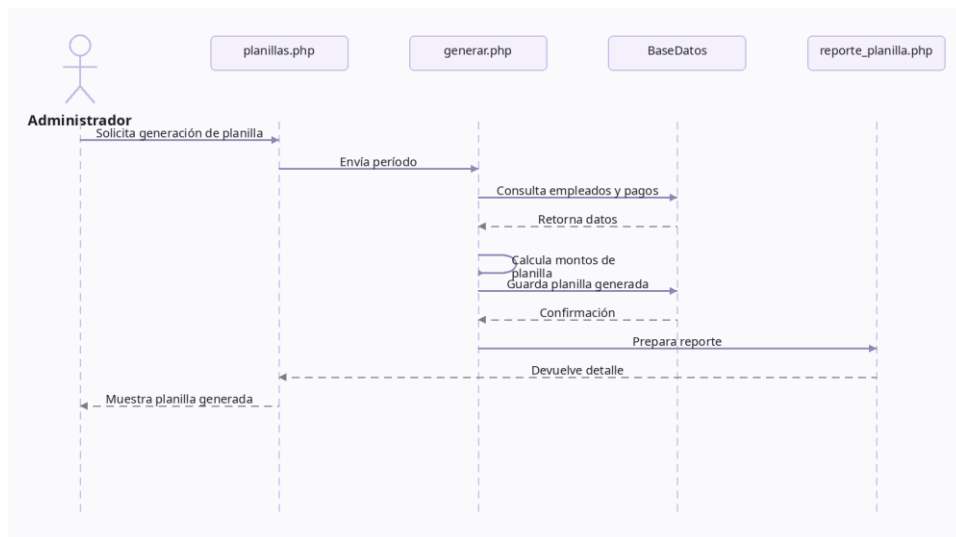 planillas.php
generar.php
BaseDatos
reporte_planilla.php
Administrador
Solicita generación de planilla
Envía período
Consulta empleados y pagos
Retorna datos
Calcula montos de
planilla
Guarda planilla generada
Confirmación
Prepara reporte
Devuelve detalle
Muestra planilla generada